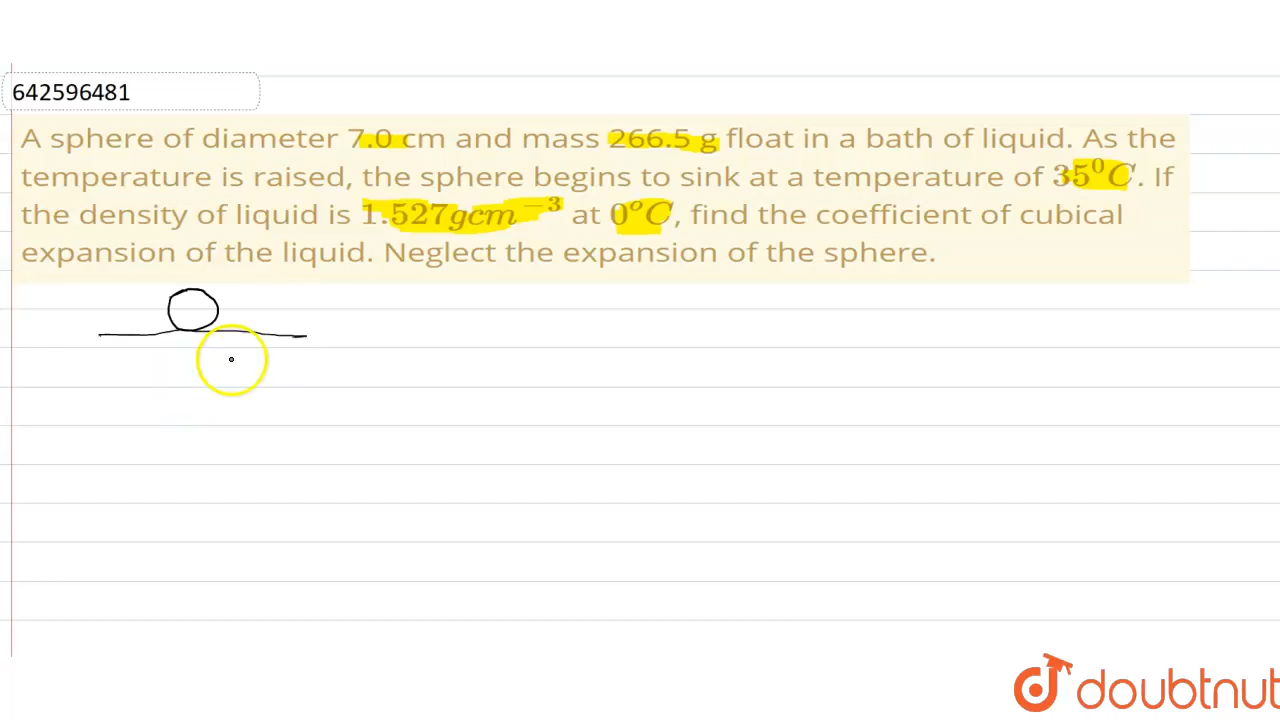 642596481
A sphere of diameter 7.0 cm and mass 266.5 g float in a bath of liquid. As the
temperature is raised, the sphere begins to sink at a temperature of 35⁰C. If
the density of liquid is 1.527gcm⁻³ at 0ᵒC, find the coefficient of cubical
expansion of the liquid. Neglect the expansion of the sphere.
doubtnut